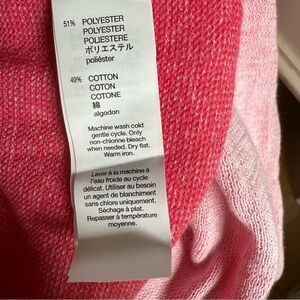 51% POLYESTER
POLYESTER
POLIESTERE
ポリエステル
poliéster
49% COTTON
COTON
COTONE
綿
algodon
Machine wash cold
gentle cycle, Only
non-chlorine bleach
when needed. Dry flat.
Warm iron.
Laver à la machine à
l'eau froide au cycle
délicat. Utiliser au besoin
un agent de blanchiment
sans chlore uniquement.
Séchage à plat.
Repasser à température
moyenne.